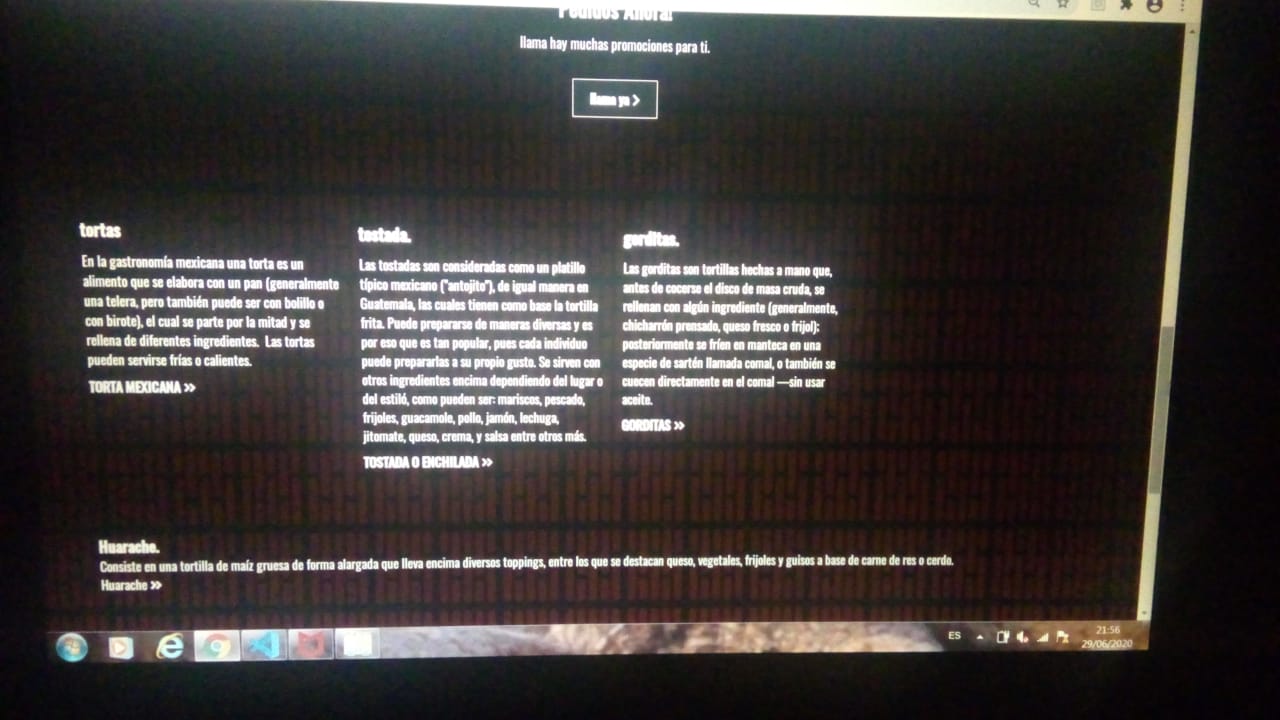 Pedidos Ahora!
llama hay muchas promociones para ti.
llama ya >
tortas
En la gastronomía mexicana una torta es un
alimento que se elabora con un pan (generalmente
una telera, pero también puede ser con bolillo o
con birote), el cual se parte por la mitad y se
rellena de diferentes ingredientes. Las tortas
pueden servirse frías o calientes.
TORTA MEXICANA >>
tostada.
Las tostadas son consideradas como un platillo
típico mexicano ("antojito"), de igual manera en
Guatemala, las cuales tienen como base la tortilla
frita. Puede prepararse de maneras diversas y es
por eso que es tan popular, pues cada individuo
puede prepararlas a su propio gusto. Se sirven con
otros ingredientes encima dependiendo del lugar o
del estiló, como pueden ser: mariscos, pescado,
frijoles, guacamole, pollo, jamón, lechuga,
jitomate, queso, crema, y salsa entre otros más.
TOSTADA O ENCHILADA >>
gorditas.
Las gorditas son tortillas hechas a mano que,
antes de cocerse el disco de masa cruda, se
rellenan con algún ingrediente (generalmente,
chicharrón prensado, queso fresco o frijol);
posteriormente se fríen en manteca en una
especie de sartén llamada comal, o también se
cuecen directamente en el comal —sin usar
aceite.
GORDITAS >>
Huarache.
Consiste en una tortilla de maíz gruesa de forma alargada que lleva encima diversos toppings, entre los que se destacan queso, vegetales, frijoles y guisos a base de carne de res o cerdo.
Huarache >>
ES
21:56
29/06/2020